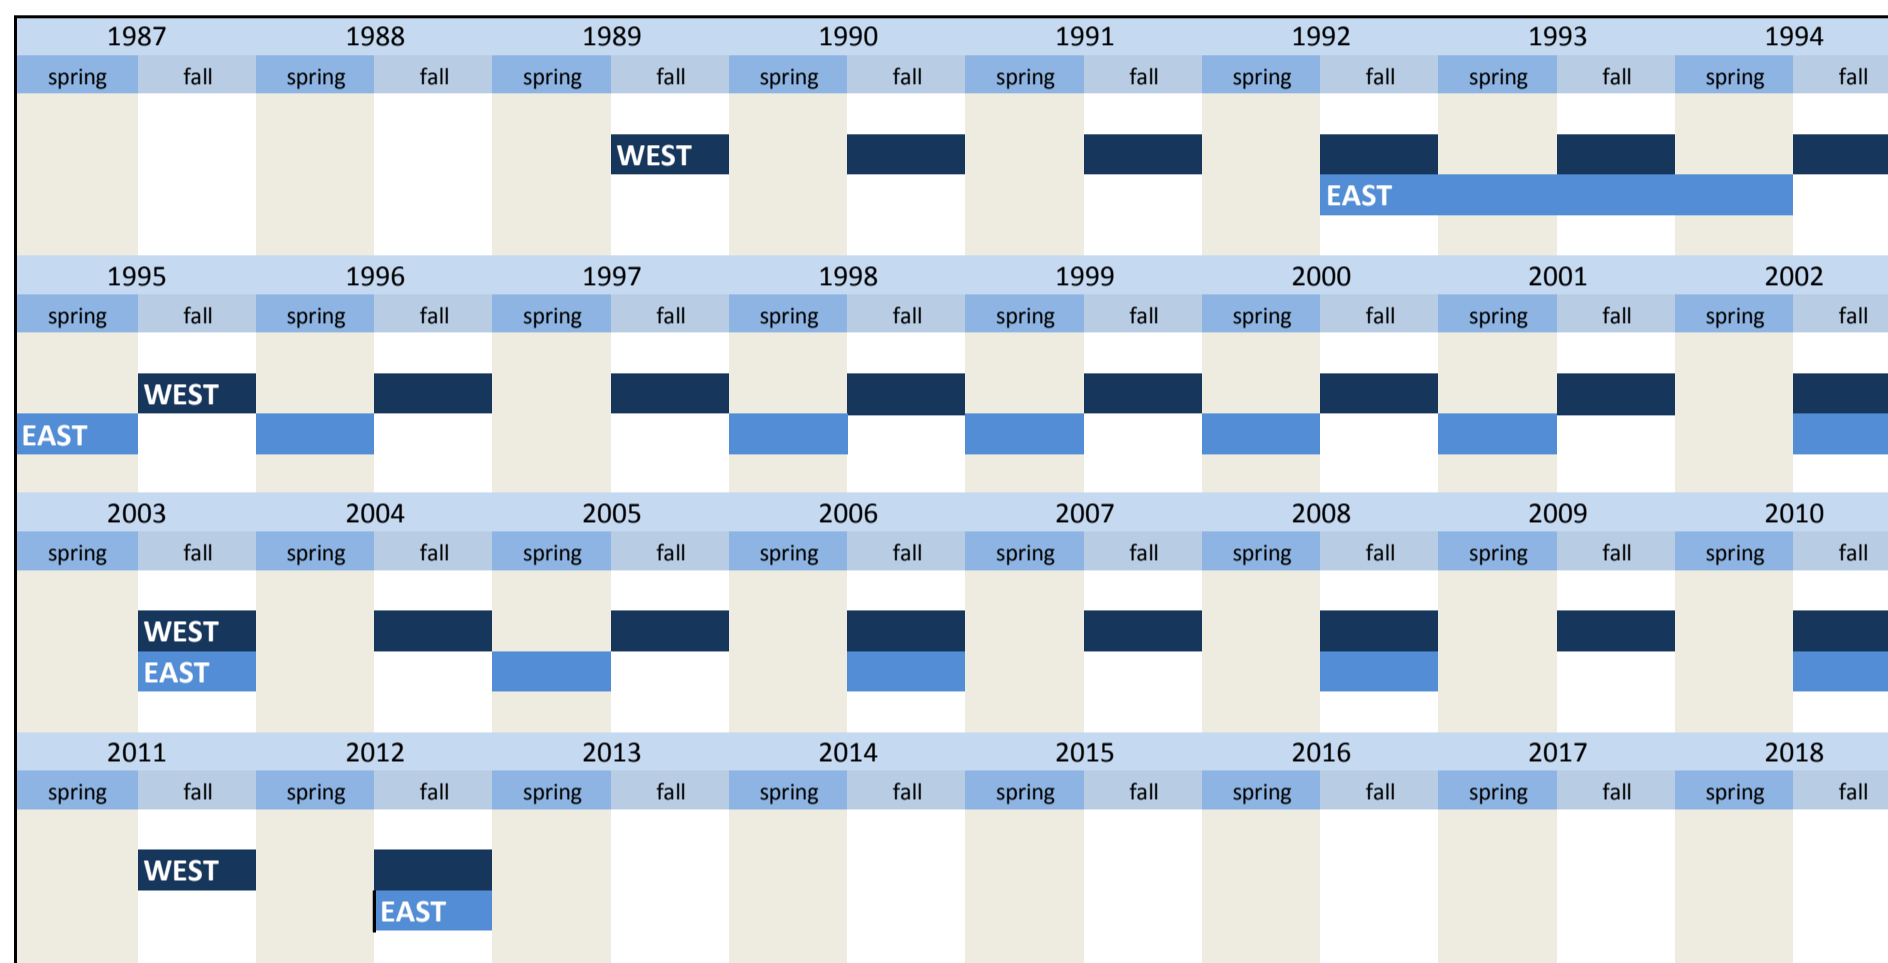 1987 1988 1989 1990 1991 1992 1993 1994
spring fall spring fall spring fall spring fall spring fall spring fall spring fall spring fall
WEST
EAST
1995 1996 1997 1998 1999 2000 2001 2002
spring fall spring fall spring fall spring fall spring fall spring fall spring fall spring fall
WEST
EAST
2003 2004 2005 2006 2007 2008 2009 2010
spring fall spring fall spring fall spring fall spring fall spring fall spring fall spring fall
WEST
EAST
2011 2012 2013 2014 2015 2016 2017 2018
spring fall spring fall spring fall spring fall spring fall spring fall spring fall spring fall
WEST
EAST